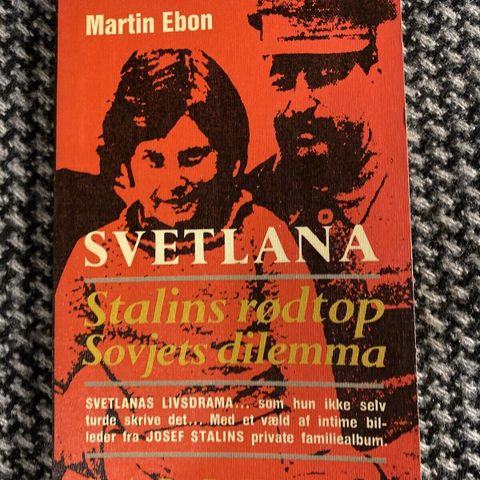 Martin Ebon
SVETLANA
Stalins rødtop
Sovjets dilemma
SVETLANAS LIVSDRAMA... som hun ikke selv
turde skrive det... Med et væld af intime bil-
leder fra JOSEF STALINS private familiealbum.